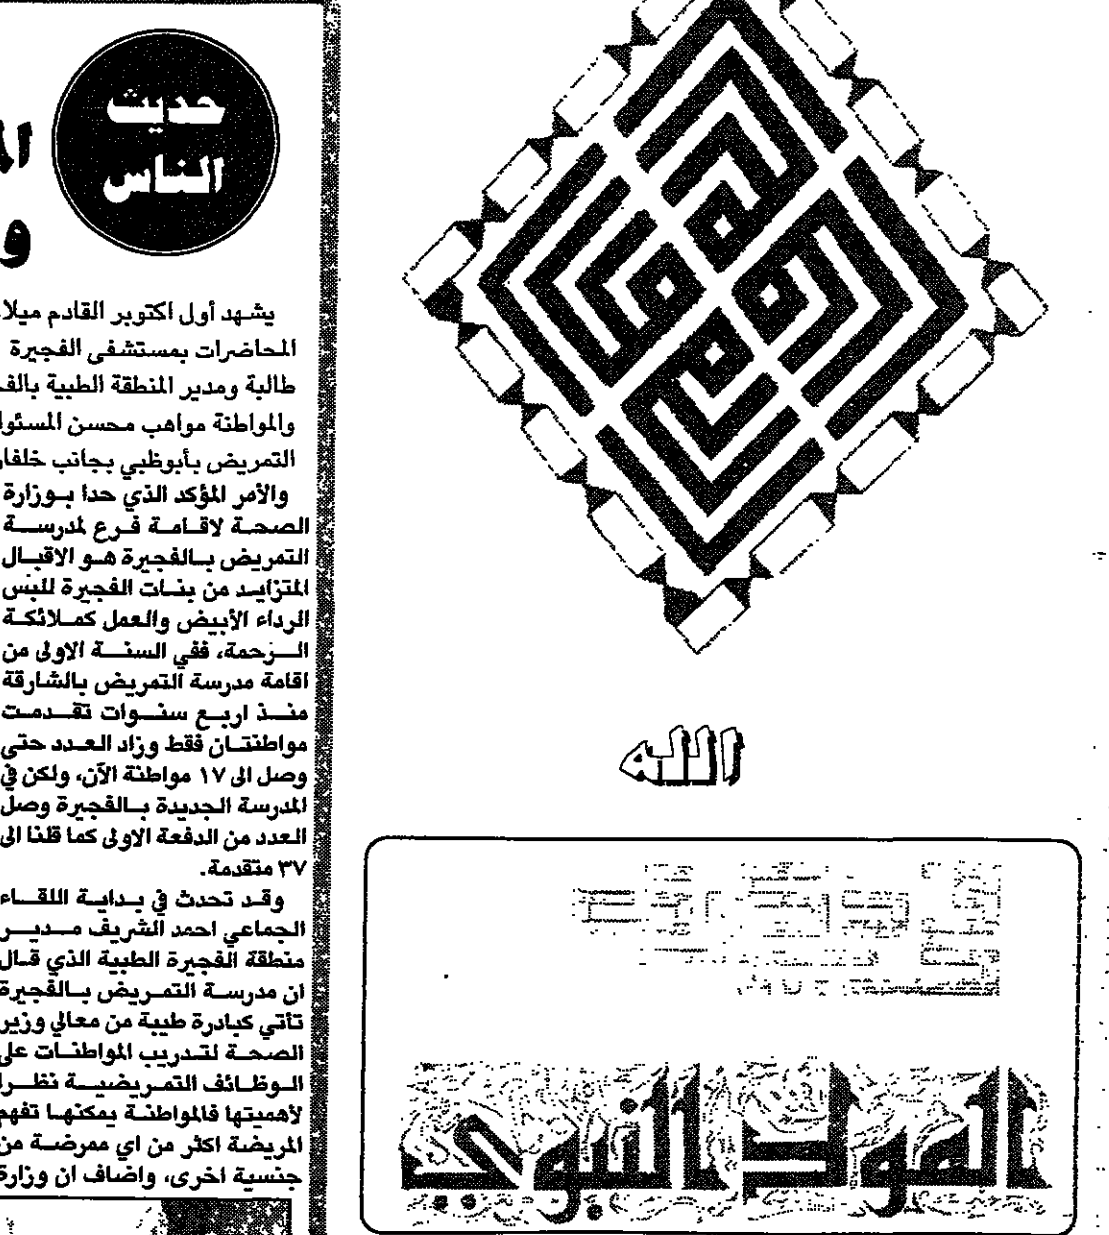 حديث
الناس
يشهد أول اكتوبر القادم
المحاضرات بمستشفى الفجيرة
طالبة ومدير المنطقة الطبية
والمواطنة مواهب محسن
التمريض بأبوظبي بجانب
والأمر المؤكد الذي حدا بـوزارة
الصحة لاقامة فرع لمدرسة
التمريض بالفجيرة هو الاقبال
المتزايد من بنات الفجيرة للبس
الرداء الأبيض والعمل كملائكة
الرحمة، ففي السنة الاولى من
اقامة مدرسة التمريض بالشارقة
منذ اربع سنوات تقدمت
مواطنتان فقط وزاد العدد حتى
وصل الى ١٧ مواطنة الآن، ولكن في
المدرسة الجديدة بالفجيرة وصل
العدد من الدفعة الاولى كما قلنا الى
٣٧ متقدمة.
وقد تحدث في بداية اللقاء
الجماعي احمد الشريف مدير
منطقة الفجيرة الطبية الذي قال
ان مدرسة التمريض بالفجيرة
تأتي كبادرة طيبة من معالي وزير
الصحة لتدريب المواطنات على
الوظائف التمريضية نظرا
لأهميتها فالمواطنة يمكنها تفهم
المريضة اكثر من اي ممرضة من
جنسية اخرى، واضاف ان وزارة
الله
المولد النبوي